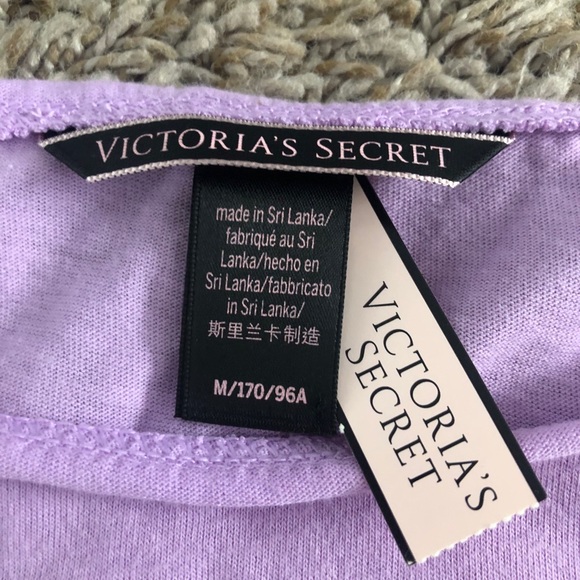 VICTORIA'S SECRET
made in Sri Lanka/
fabriqué au Sri
Lanka/hecho en
Sri Lanka/fabbricato
in Sri Lanka/
斯里兰卡制造
M/170/96A
VICTORIA'S
SECRET